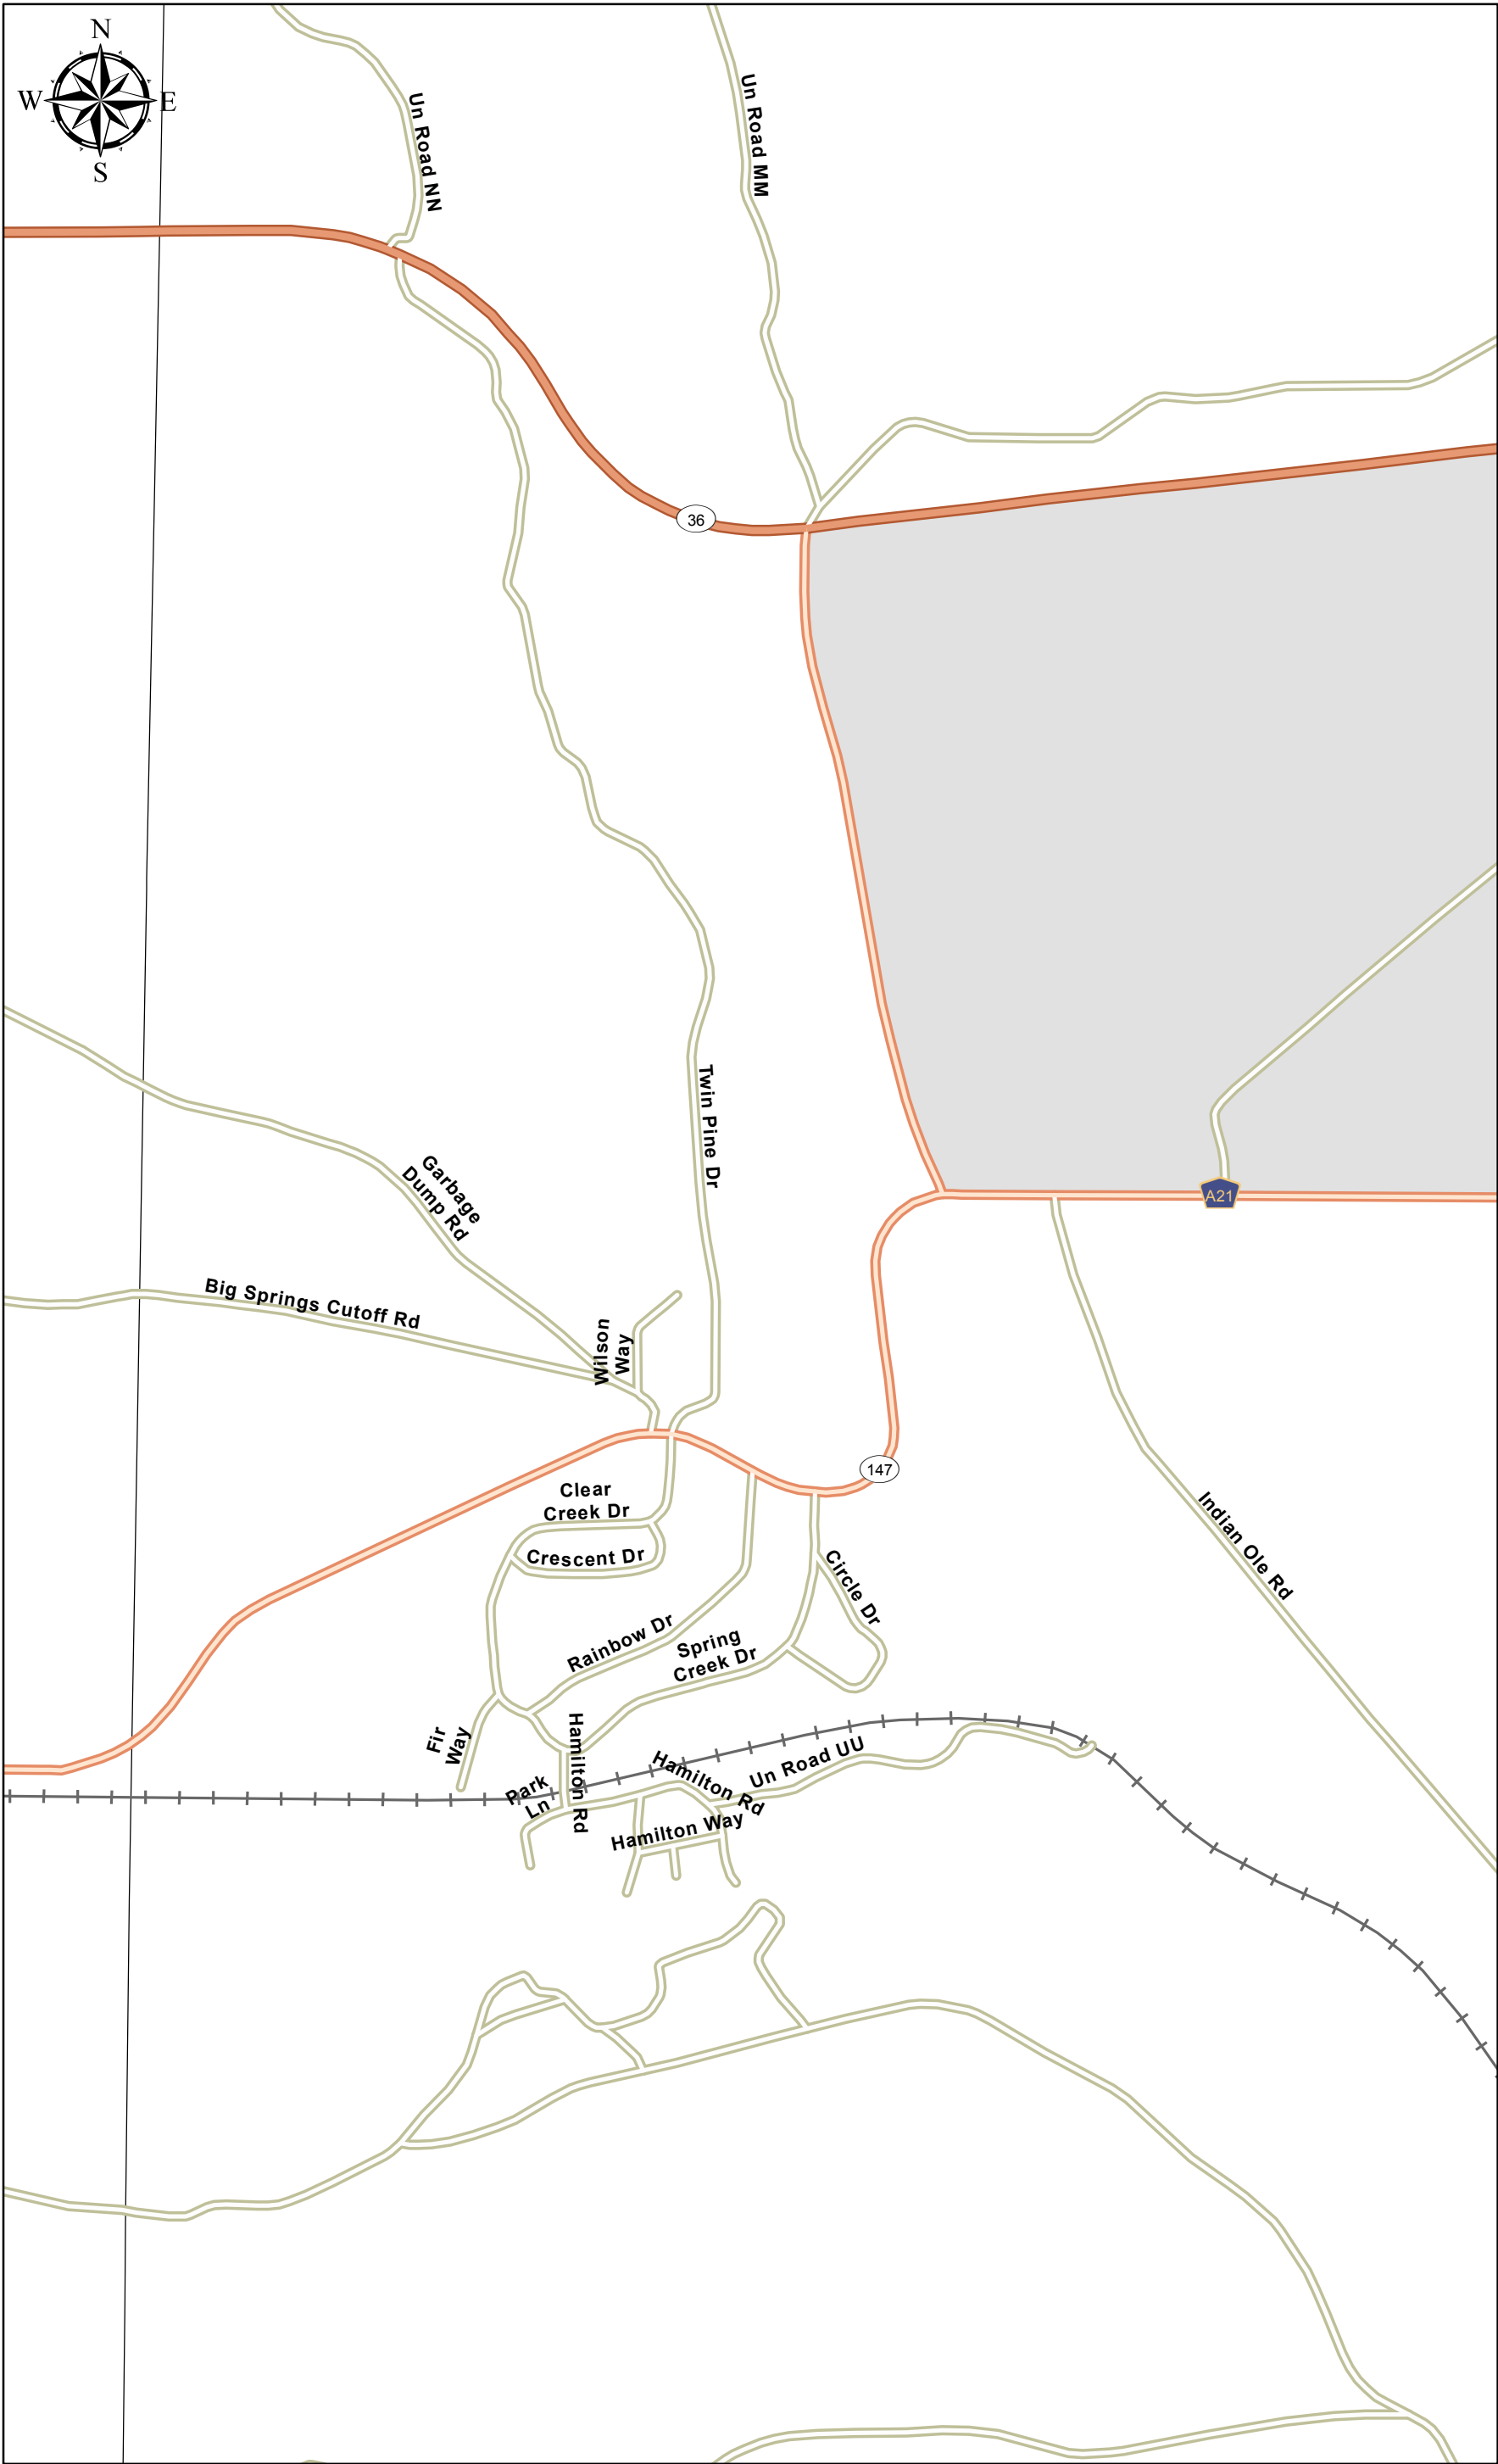 N
W
E
S
Un Road NN
Un Road MM
36
Twin Pine Dr
Garbage
Dump Rd
A21
Big Springs Cutoff Rd
Wilson
Way
147
Clear
Creek Dr
Crescent Dr
Circle Dr
Indian Ole Rd
Rainbow Dr
Spring
Creek Dr
Fir
Way
Hamilton Rd
Park
Ln
Hamilton Rd
Un Road UU
Hamilton Way